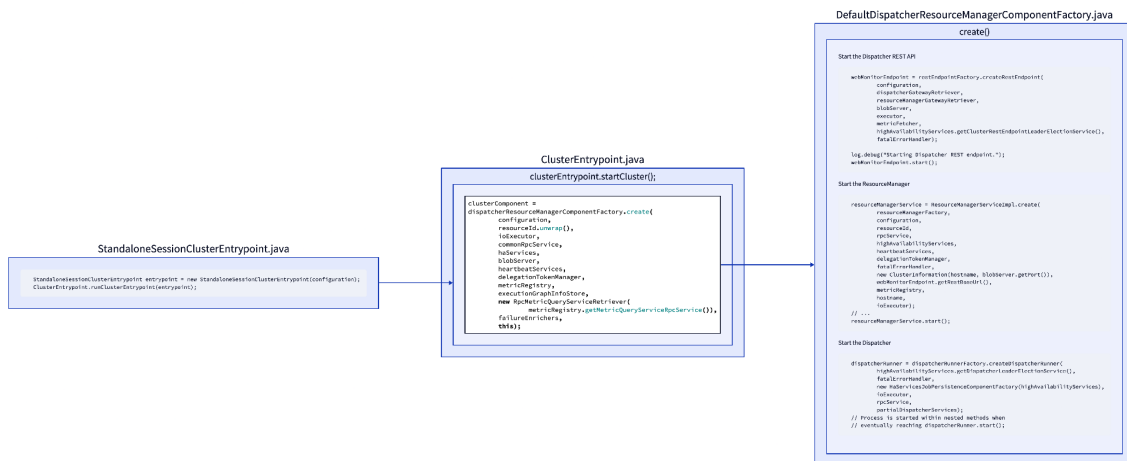 StandaloneSessionClusterEntrypoint.java
StandaloneSessionClusterEntrypoint entrypoint = new StandaloneSessionClusterEntrypoint(configuration);
ClusterEntrypoint.runClusterEntrypoint(entrypoint);
ClusterEntrypoint.java
clusterEntrypoint.startCluster();
clusterComponent =
dispatcherResourceManagerComponentFactory.create(
configuration,
resourceId.unwrap(),
ioExecutor,
commonRpcService,
haServices,
blobServer,
heartbeatServices,
delegationTokenManager,
metricRegistry,
executionGraphInfoStore,
new RpcMetricQueryServiceRetriever(
metricRegistry.getMetricQueryServiceRpcService()),
failureEnrichers,
this);
DefaultDispatcherResourceManagerComponentFactory.java
create()
Start the Dispatcher REST API
webMonitorEndpoint = restEndpointFactory.createRestEndpoint(
configuration,
dispatcherGatewayRetriever,
resourceManagerGatewayRetriever,
blobServer,
executor,
metricFetcher,
highAvailabilityServices.getClusterRestEndpointLeaderElectionService(),
fatalErrorHandler);
log.debug("Starting Dispatcher REST endpoint.");
webMonitorEndpoint.start();
Start the ResourceManager
resourceManagerService = ResourceManagerServiceImpl.create(
resourceManagerFactory,
configuration,
resourceId,
rpcService,
highAvailabilityServices,
heartbeatServices,
delegationTokenManager,
fatalErrorHandler,
new ClusterInformation(hostname, blobServer.getPort()),
webMonitorEndpoint.getRestBaseUrl(),
metricRegistry,
hostname,
ioExecutor);
// ...
resourceManagerService.start();
Start the Dispatcher
dispatcherRunner = dispatcherRunnerFactory.createDispatcherRunner(
highAvailabilityServices.getDispatcherLeaderElectionService(),
fatalErrorHandler,
new HaServicesJobPersistenceComponentFactory(highAvailabilityServices),
ioExecutor,
rpcService,
partialDispatcherServices);
// Process is started within nested methods when
// eventually reaching dispatcherRunner.start();